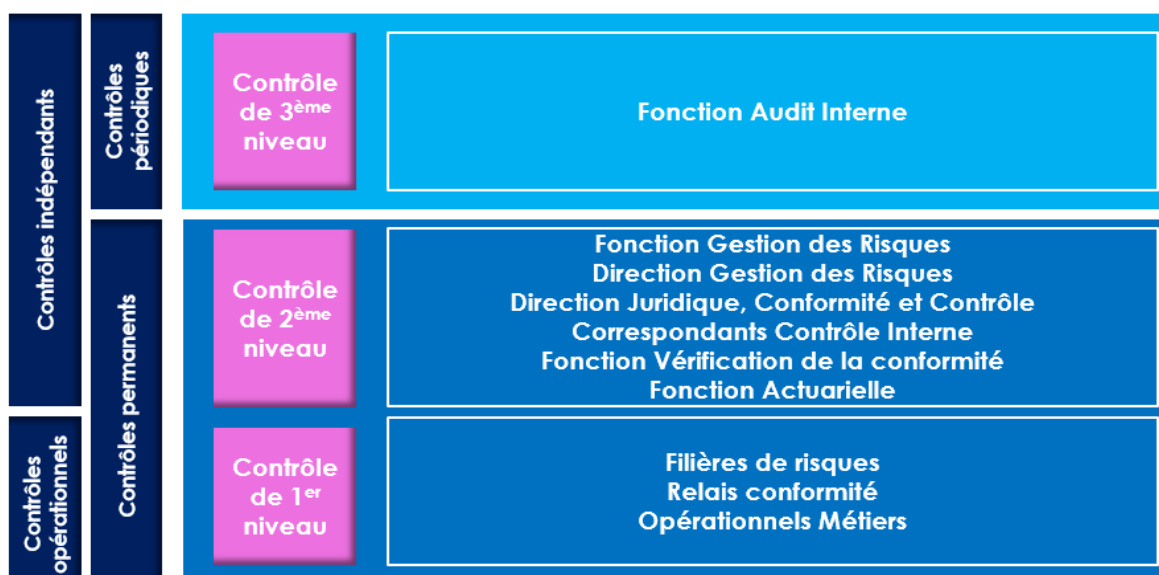 Contrôles indépendants
Contrôles
périodiques
Contrôle
de 3ème
niveau
Fonction Audit Interne
Contrôles permanents
Contrôle
de 2ème
niveau
Fonction Gestion des Risques
Direction Gestion des Risques
Direction Juridique, Conformité et Contrôle
Correspondants Contrôle Interne
Fonction Vérification de la conformité
Fonction Actuarielle
Contrôles
opérationnels
Contrôle
de 1er
niveau
Filières de risques
Relais conformité
Opérationnels Métiers